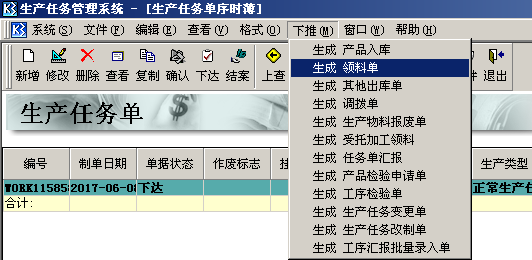 K3 生产任务管理系统 - [生产任务单序时薄]
系统(S) 文件(F) 编辑(E) 查看(V) 格式(O) 下推(M) 窗口(W) 帮助(H)
新增 修改 删除 查看 复制 确认 下达 结案 上查 件 退出
生成 产品入库
生成 领料单
生成 其他出库单
生成 调拨单
生成 生产物料报废单
生成 受托加工领料
生成 任务单汇报
生成 产品检验申请单
生成 工序检验单
生成 生产任务变更单
生成 生产任务改制单
生成 工序汇报批量录入单
生产任务单
编号 制单日期 单据状态 作废标志 挂 生产类型
WORK11585 2017-06-08 下达 正常生产任
合计: